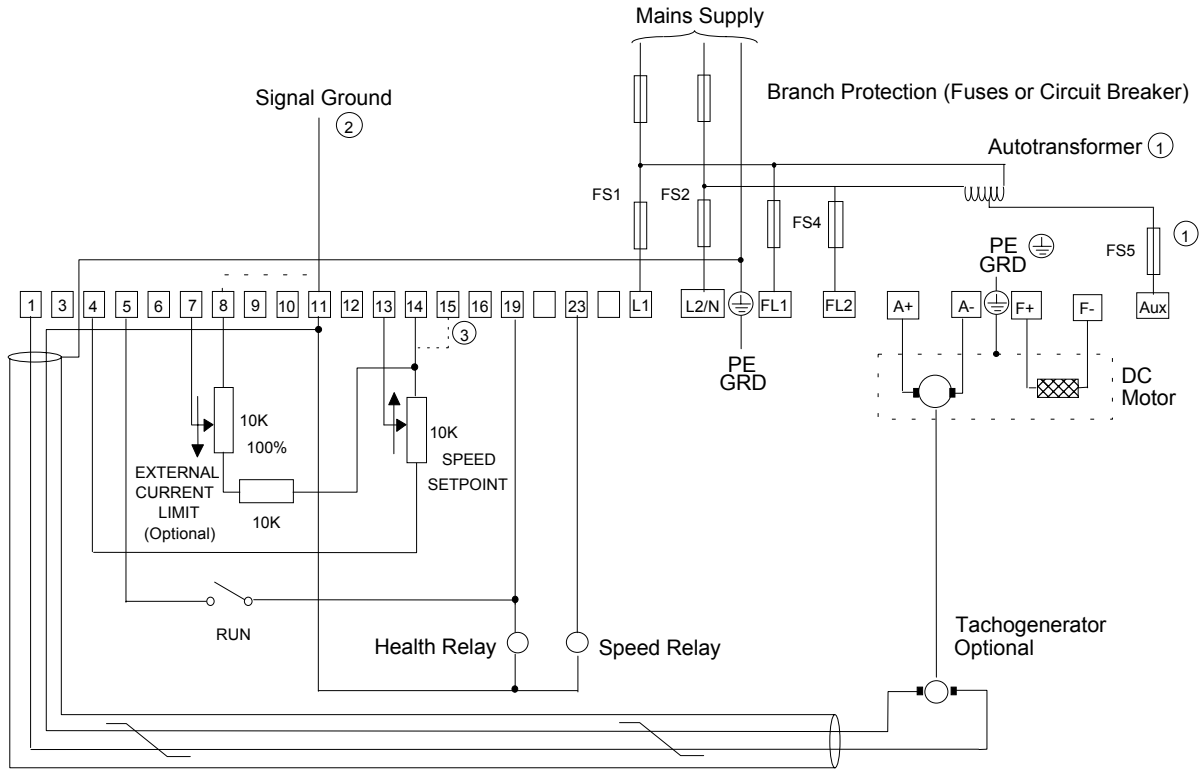 Mains Supply
Signal Ground
2
Branch Protection (Fuses or Circuit Breaker)
Autotransformer 1
FS1
FS2
FS4
FS5
1
PE
GRD
1 3 4 5 6 7 8 9 10 11 12 13 14 15 16 19 23 L1 L2/N FL1 FL2 A+ A- F+ F- Aux
3
PE
GRD
DC
Motor
10K
100%
10K
SPEED
SETPOINT
EXTERNAL
CURRENT
LIMIT
(Optional)
10K
RUN
Health Relay
Speed Relay
Tachogenerator
Optional